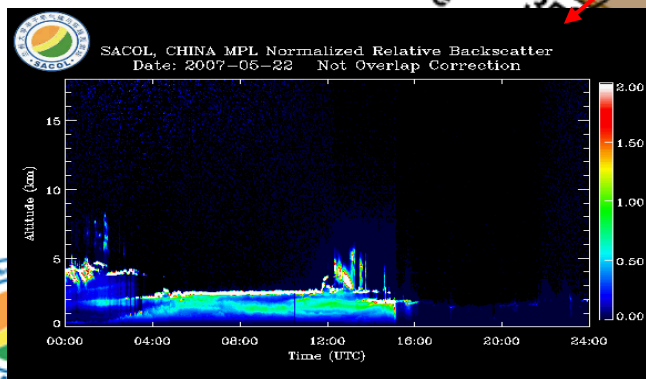 SACOL, CHINA MPL Normalized Relative Backscatter
Date: 2007-05-22 Not Overlap Correction
SACOL
Altitude (km)
15
10
5
0
00:00 04:00 08:00 12:00 16:00 20:00 24:00
Time (UTC)
2.00
1.50
1.00
0.50
0.00